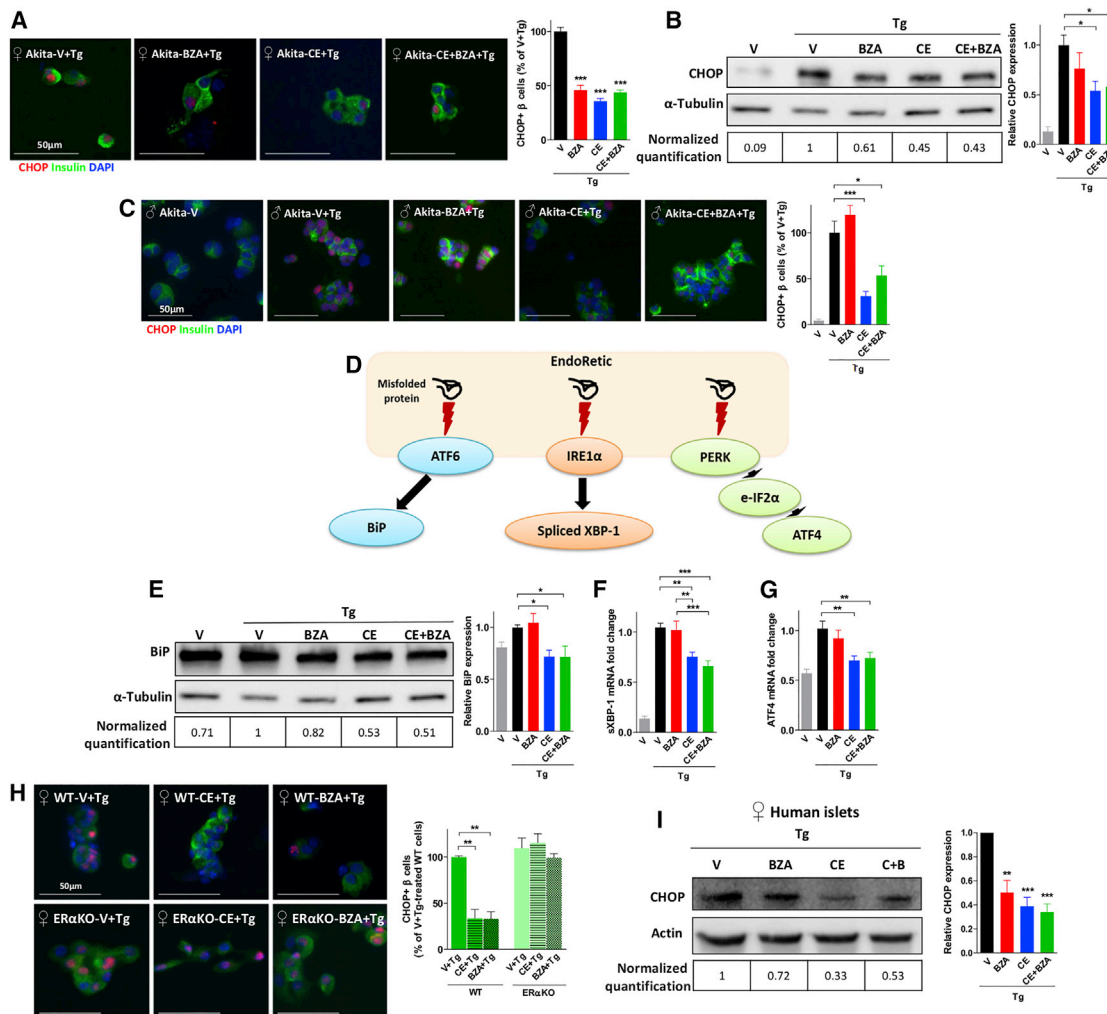 A
♀ Akita-V+Tg
♀ Akita-BZA+Tg
♀ Akita-CE+Tg
♀ Akita-CE+BZA+Tg
50µm
CHOP Insulin DAPI
CHOP+ β cells (% of V+Tg)
100
50
0
*** *** ***
V BZA CE CE+BZA
Tg
B
Tg
V V BZA CE CE+BZA
CHOP
α-Tubulin
Normalized quantification
0.09 1 0.61 0.45 0.43
Relative CHOP expression
1.0
0.5
0.0
*
*
V V BZA CE
Tg
C
♂ Akita-V
♂ Akita-V+Tg
♂ Akita-BZA+Tg
♂ Akita-CE+Tg
♂ Akita-CE+BZA+Tg
50µm
CHOP Insulin DAPI
CHOP+ β cells (% of V+Tg)
100
50
0
*
***
V V BZA CE CE+BZA
Tg
D
EndoRetic
Misfolded
protein
ATF6
IRE1α
PERK
e-IF2α
BiP
Spliced XBP-1
ATF4
E
Tg
V V BZA CE CE+BZA
BiP
α-Tubulin
Normalized
quantification
0.71 1 0.82 0.53 0.51
Relative BiP expression
1.0
0.5
0.0
*
*
V V BZA CE CE+BZA
Tg
F
sXBP-1 mRNA fold change
1.0
0.5
0.0
***
**
**
***
V V BZA CE CE+BZA
Tg
G
ATF4 mRNA fold change
1.0
0.5
0.0
**
**
V V BZA CE CE+BZA
Tg
H
♀ WT-V+Tg
♀ WT-CE+Tg
♀ WT-BZA+Tg
50µm
♀ ERαKO-V+Tg
♀ ERαKO-CE+Tg
♀ ERαKO-BZA+Tg
CHOP+ β cells
(% of V+Tg-treated WT cells)
100
50
0
**
**
V+Tg CE+Tg BZA+Tg V+Tg CE+Tg BZA+Tg
WT ERαKO
I
♀ Human islets
Tg
V BZA CE C+B
CHOP
Actin
Normalized
quantification
1 0.72 0.33 0.53
Relative CHOP expression
1.0
0.8
0.6
0.4
0.2
0.0
** *** ***
V BZA CE CE+BZA
Tg